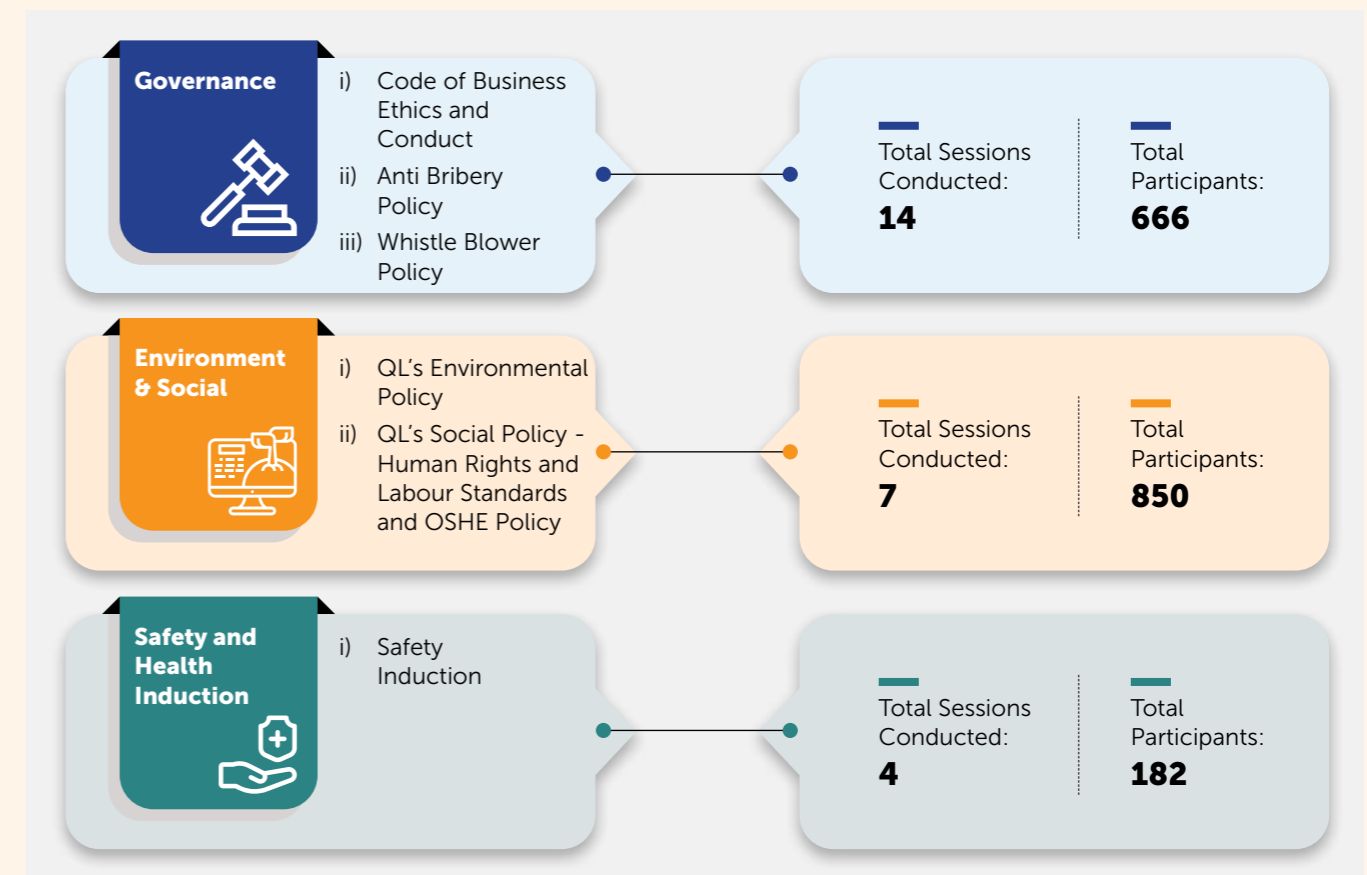 Governance
i) Code of Business
Ethics and
Conduct
ii) Anti Bribery
Policy
iii) Whistle Blower
Policy
Total Sessions
Conducted:
14
Total
Participants:
666
Environment
& Social
i) QL's Environmental
Policy
ii) QL's Social Policy -
Human Rights and
Labour Standards
and OSHE Policy
Total Sessions
Conducted:
7
Total
Participants:
850
Safety and
Health
Induction
i) Safety
Induction
Total Sessions
Conducted:
4
Total
Participants:
182